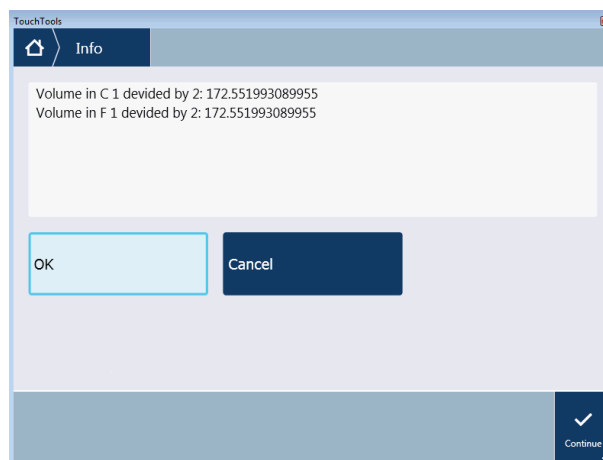 TouchTools
Info
Volume in C 1 devided by 2: 172.551993089955
Volume in F 1 devided by 2: 172.551993089955
OK
Cancel
Continue